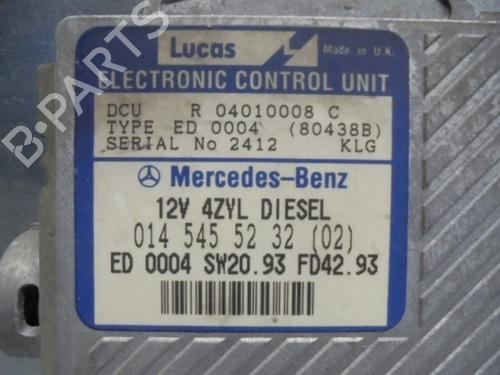 Lucas Made in U.K.
ELECTRONIC CONTROL UNIT
DCU R 04010008 C
TYPE ED 0004 (80438B)
SERIAL No 2412 KLG
Mercedes-Benz
12V 4ZYL DIESEL
014 545 52 32 (02)
ED 0004 SW20.93 FD42.93
B-PARTS